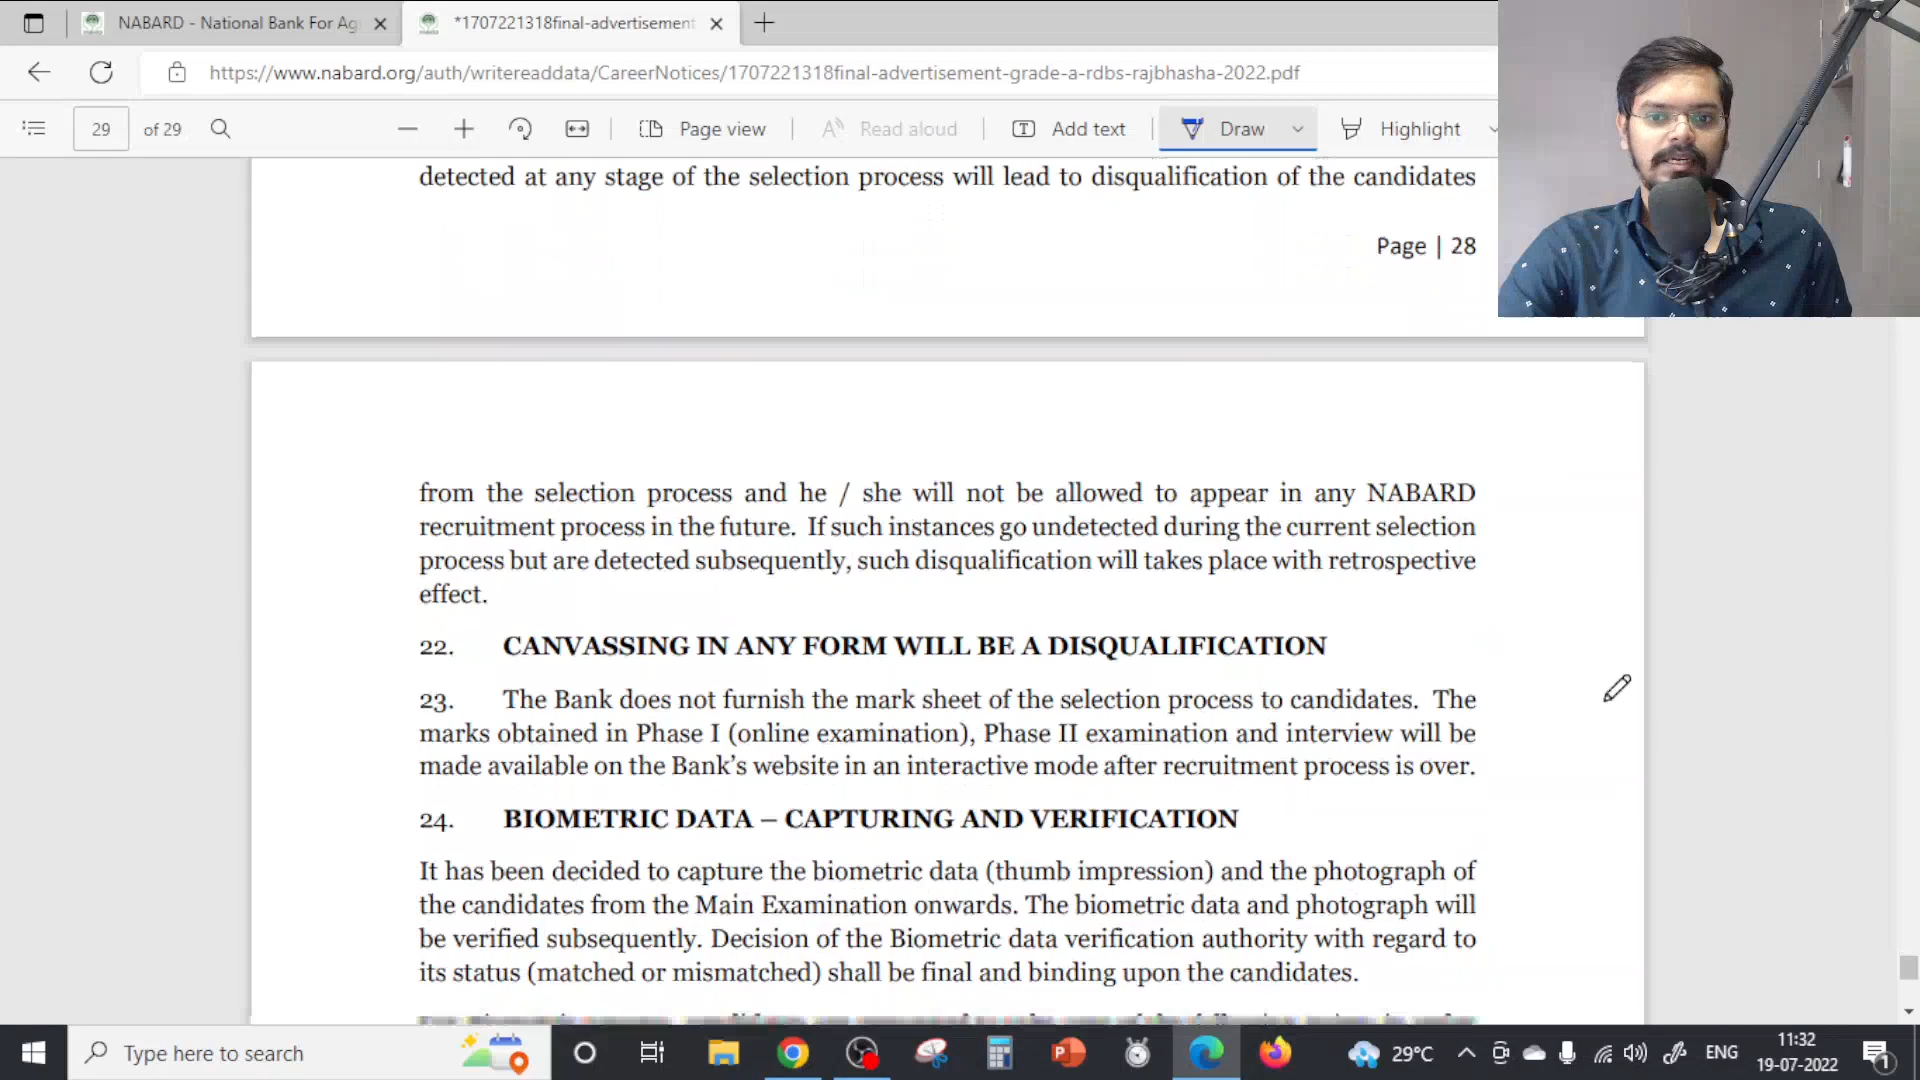 NABARD - National Bank For Ag
*1707221318final-advertisement
https://www.nabard.org/auth/writereaddata/CareerNotices/1707221318final-advertisement-grade-a-rdbs-rajbhasha-2022.pdf
29 of 29 Page view Read aloud Add text Draw Highlight
detected at any stage of the selection process will lead to disqualification of the candidates
Page | 28
from the selection process and he / she will not be allowed to appear in any NABARD
recruitment process in the future. If such instances go undetected during the current selection
process but are detected subsequently, such disqualification will takes place with retrospective
effect.
22. CANVASSING IN ANY FORM WILL BE A DISQUALIFICATION
23. The Bank does not furnish the mark sheet of the selection process to candidates. The
marks obtained in Phase I (online examination), Phase II examination and interview will be
made available on the Bank's website in an interactive mode after recruitment process is over.
24. BIOMETRIC DATA – CAPTURING AND VERIFICATION
It has been decided to capture the biometric data (thumb impression) and the photograph of
the candidates from the Main Examination onwards. The biometric data and photograph will
be verified subsequently. Decision of the Biometric data verification authority with regard to
its status (matched or mismatched) shall be final and binding upon the candidates.
Type here to search
29°C
ENG
11:32
19-07-2022
1